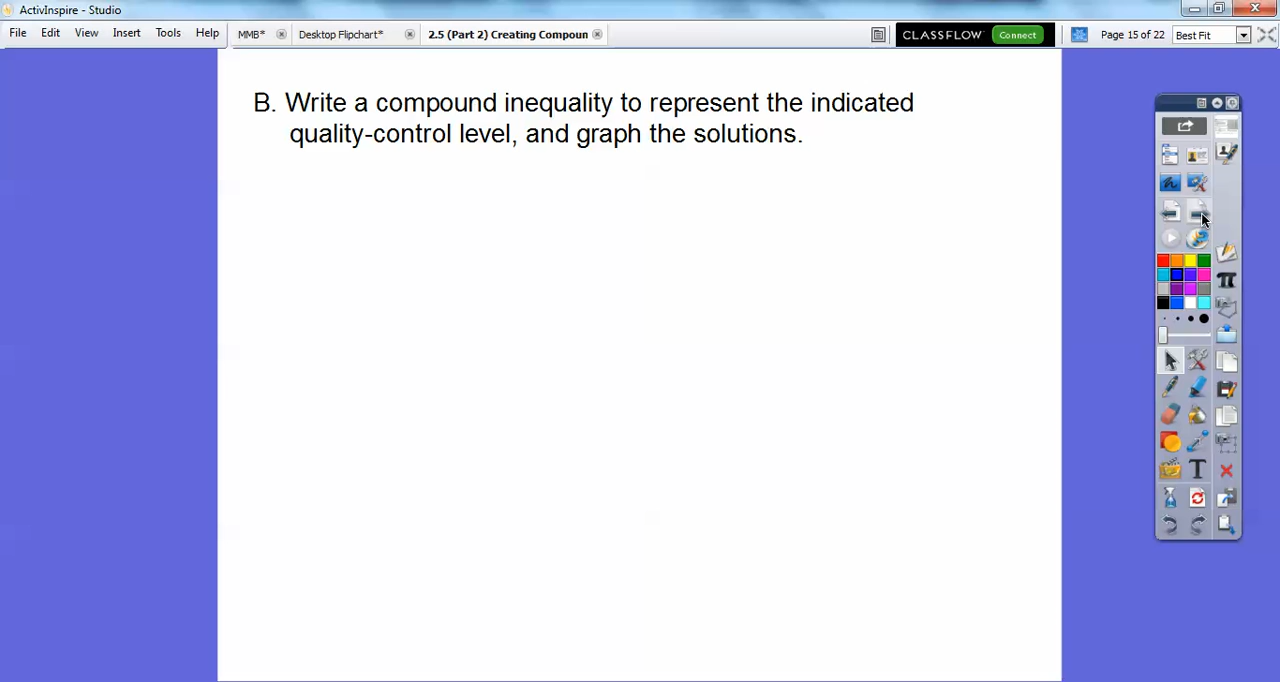 ActivInspire - Studio
File Edit View Insert Tools Help
MMB* Desktop Flipchart* 2.5 (Part 2) Creating Compoun
CLASSFLOW Connect
Page 15 of 22 Best Fit
B. Write a compound inequality to represent the indicated
quality-control level, and graph the solutions.